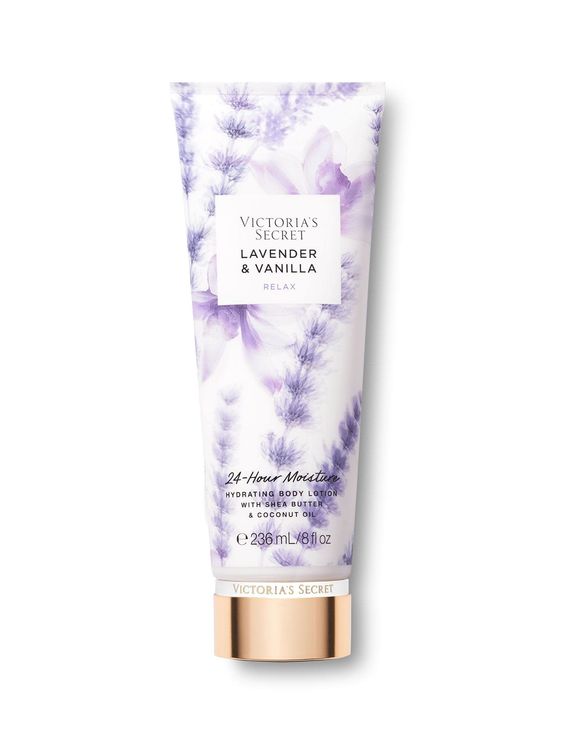 VICTORIA'S
SECRET
LAVENDER
& VANILLA
RELAX
24-Hour Moisture
HYDRATING BODY LOTION
WITH SHEA BUTTER
& COCONUT OIL
℮ 236 mL/8 fl oz
VICTORIA'S SECRET